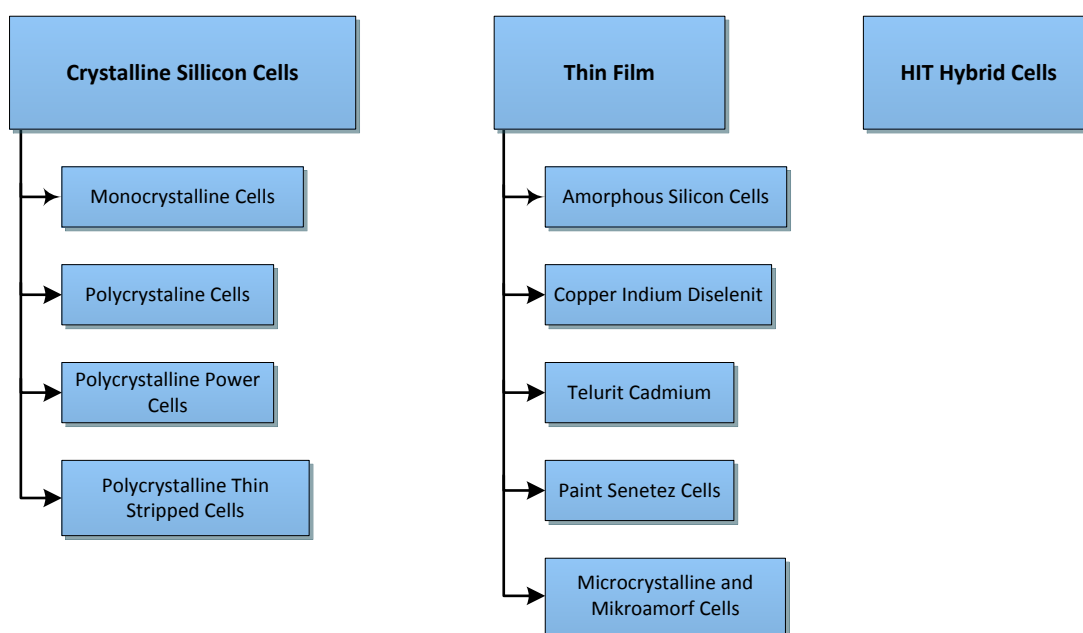 Crystalline Sillicon Cells
Monocrystalline Cells
Polycrystaline Cells
Polycrystalline Power
Cells
Polycrystalline Thin
Stripped Cells
Thin Film
Amorphous Silicon Cells
Copper Indium Diselenit
Telurit Cadmium
Paint Senetez Cells
Microcrystalline and
Mikroamorf Cells
HIT Hybrid Cells